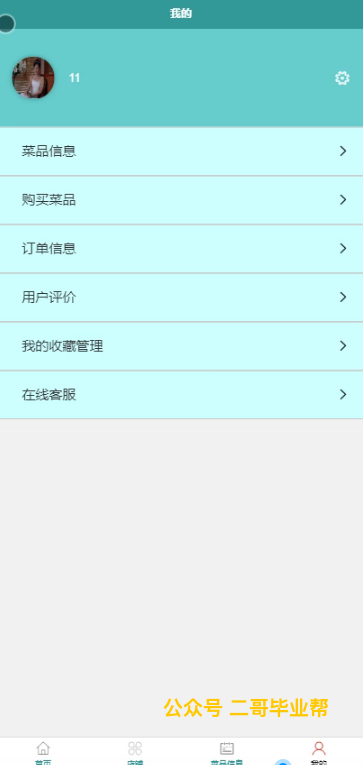 我的
11
菜品信息
购买菜品
订单信息
用户评价
我的收藏管理
在线客服
公众号 二哥毕业帮
首页
店铺
菜品信息
我的